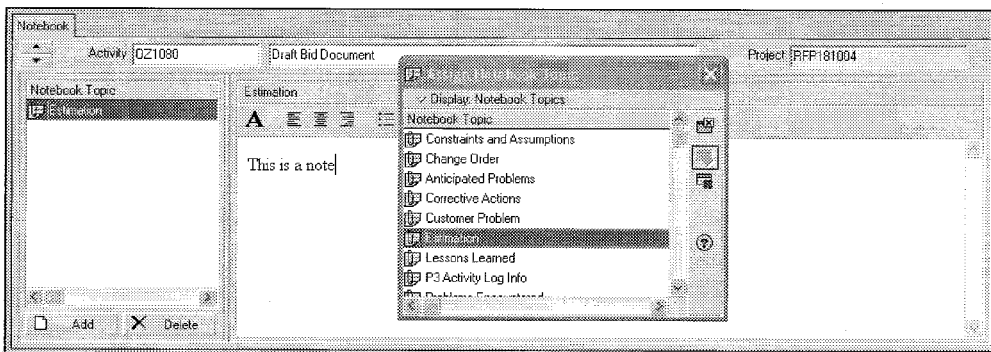 Notebook
Activity OZ1080 Draft Bid Document Project RFP181004
Notebook Topic
Estimation
Add Delete
Estimation
A
This is a note
Display: Notebook Topics
Notebook Topic
Constraints and Assumptions
Change Order
Anticipated Problems
Corrective Actions
Customer Problem
Estimation
Lessons Learned
P3 Activity Log Info